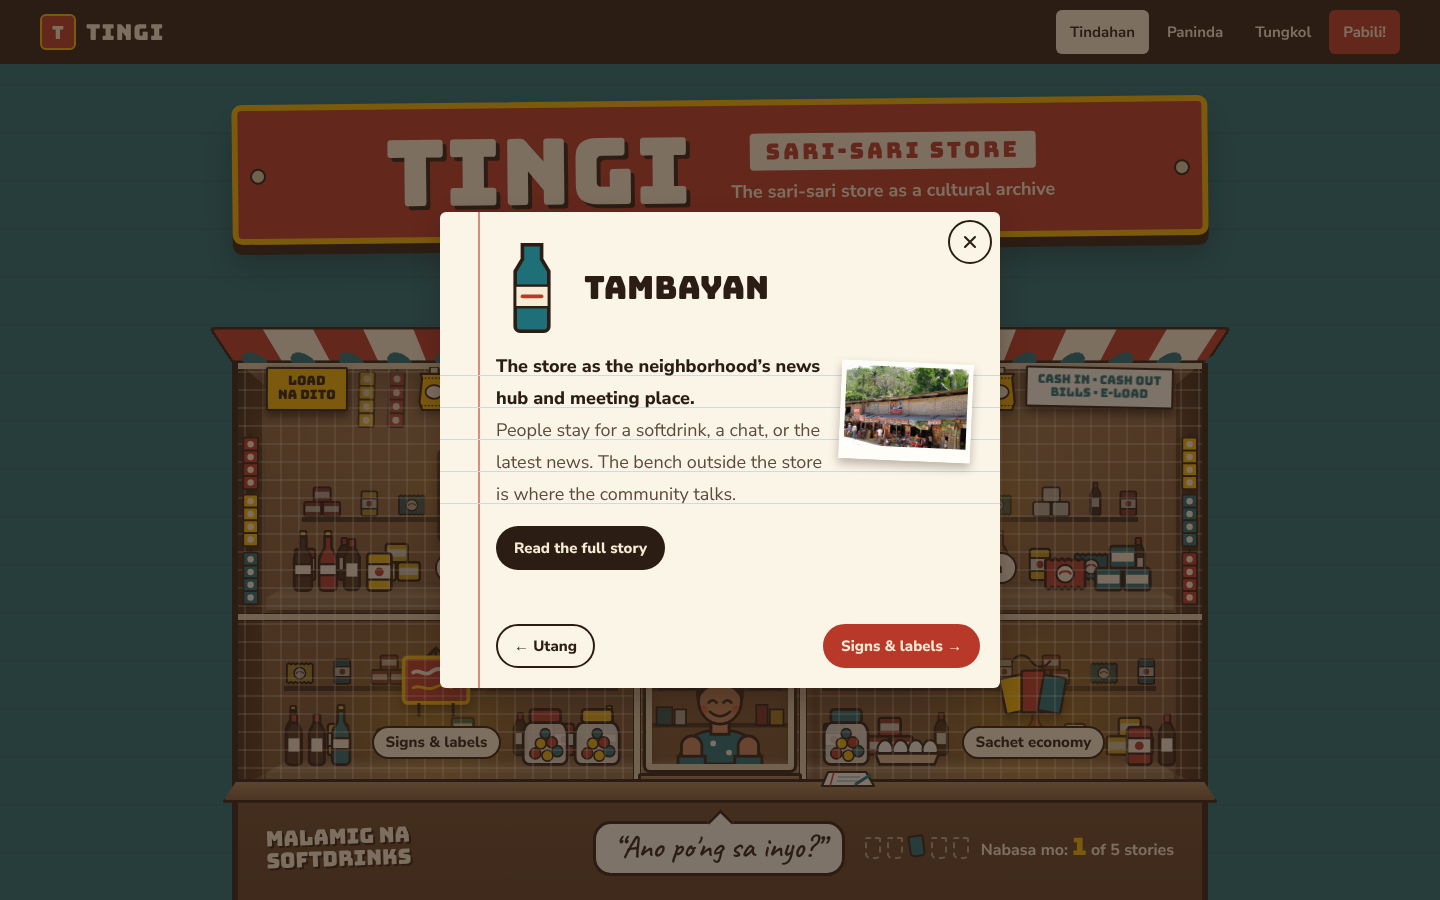 T TINGI
Tindahan Paninda Tungkol Pabili!
TINGI
SARI-SARI STORE
The sari-sari store as a cultural archive
LOAD
NA DITO
CASH IN · CASH OUT
BILLS · E-LOAD
TAMBAYAN
The store as the neighborhood’s news
hub and meeting place.
People stay for a softdrink, a chat, or the
latest news. The bench outside the store
is where the community talks.
Read the full story
← Utang
Signs & labels →
Signs & labels
Sachet economy
MALAMIG NA
SOFTDRINKS
“Ano po'ng sa inyo?”
Nabasa mo: 1 of 5 stories